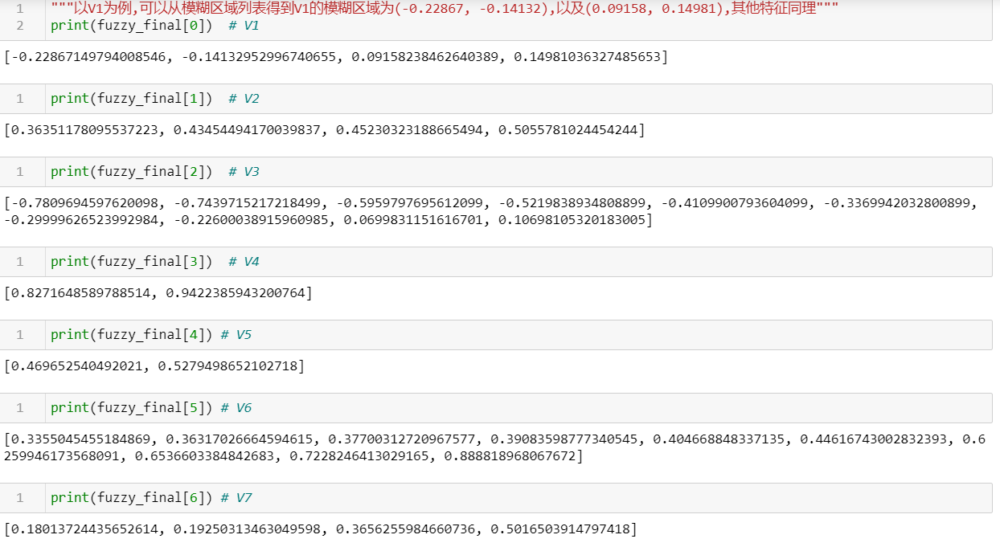 1 """以V1为例,可以从模糊区域列表得到V1的模糊区域为(-0.22867, -0.14132),以及(0.09158, 0.14981),其他特征同理"""
2 print(fuzzy_final[0])  # V1
[-0.22867149794008546, -0.14132952996740655, 0.09158238462640389, 0.14981036327485653]
1 print(fuzzy_final[1])  # V2
[0.36351178095537223, 0.43454494170039837, 0.45230323188665494, 0.5055781024454244]
1 print(fuzzy_final[2])  # V3
[-0.7809694597620098, -0.7439715217218499, -0.5959797695612099, -0.5219838934808899, -0.4109900793604099, -0.3369942032800899,
-0.29999626523992984, -0.22600038915960985, 0.0699831151616701, 0.10698105320183005]
1 print(fuzzy_final[3])  # V4
[0.8271648589788514, 0.9422385943200764]
1 print(fuzzy_final[4]) # V5
[0.469652540492021, 0.5279498652102718]
1 print(fuzzy_final[5]) # V6
[0.3355045455184869, 0.36317026664594615, 0.37700312720967577, 0.39083598777340545, 0.404668848337135, 0.44616743002832393, 0.6
259946173568091, 0.6536603384842683, 0.7228246413029165, 0.888818968067672]
1 print(fuzzy_final[6]) # V7
[0.18013724435652614, 0.19250313463049598, 0.3656255984660736, 0.5016503914797418]